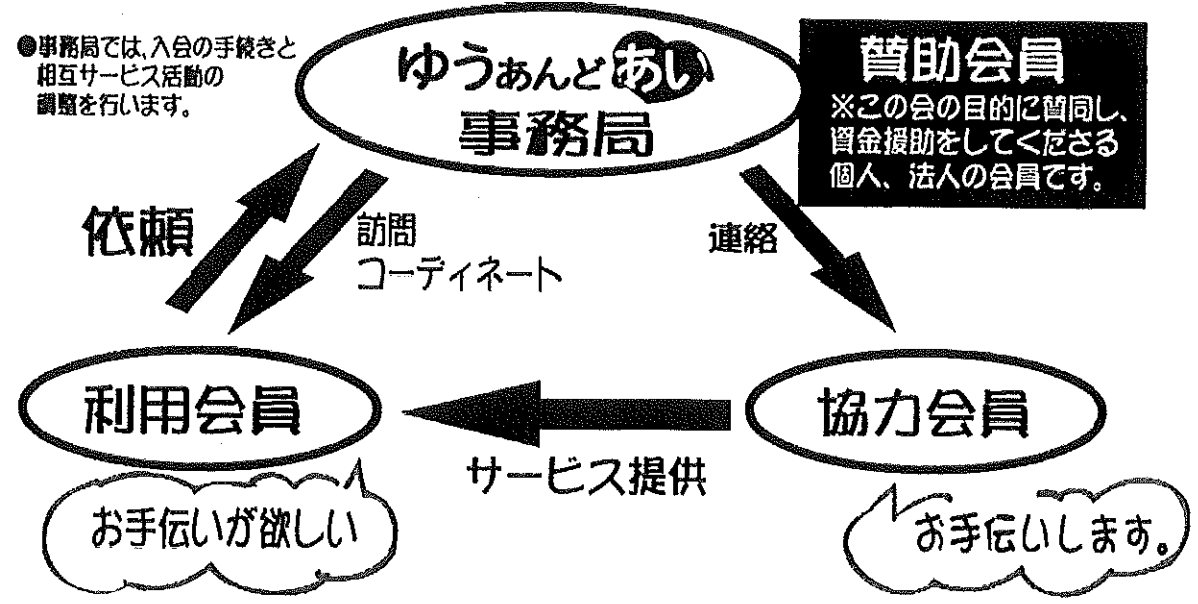 ●事務局では、入会の手続きと
相互サービス活動の
調整を行います。
ゆうあんどあい
事務局
賛助会員
※この会の目的に賛同し、
資金援助をしてくださる
個人、法人の会員です。
依頼
訪問
コーディネート
連絡
利用会員
協力会員
サービス提供
お手伝いが欲しい
お手伝いします。